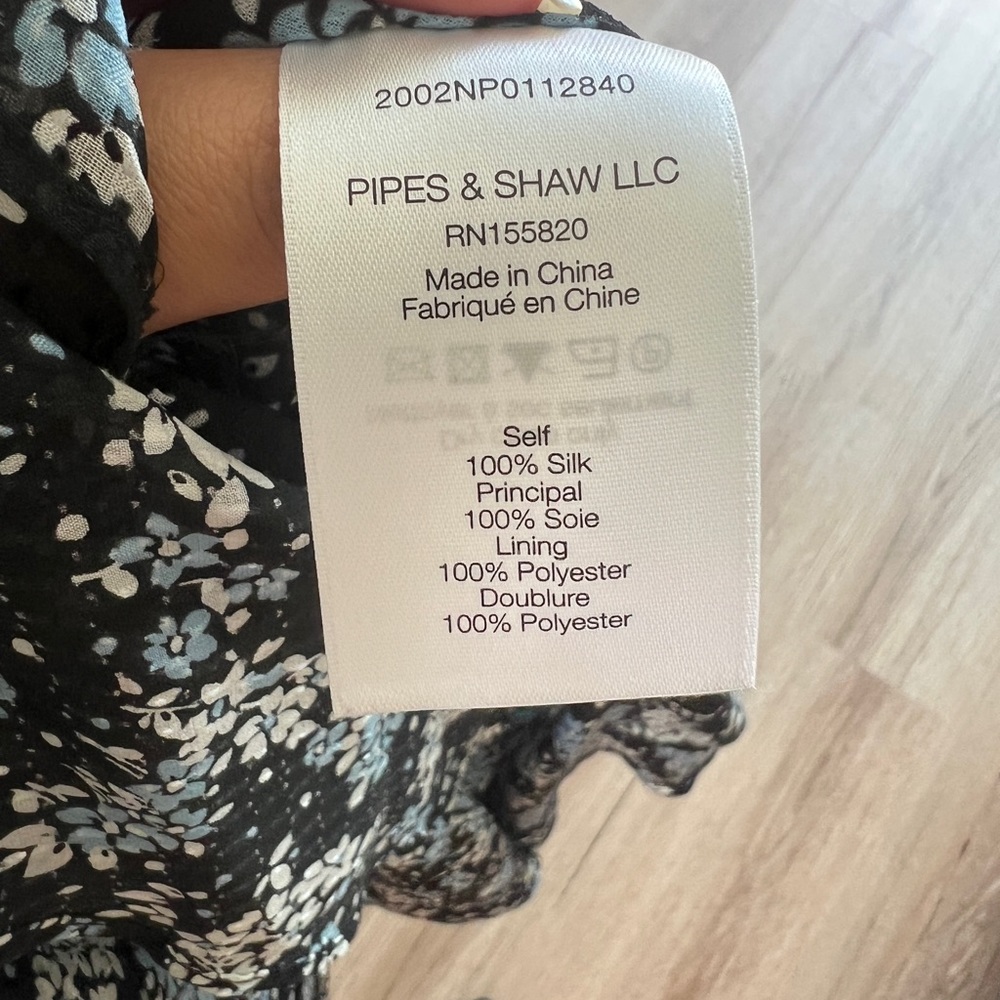 2002NP0112840
PIPES & SHAW LLC
RN155820
Made in China
Fabriqué en Chine
Self
100% Silk
Principal
100% Soie
Lining
100% Polyester
Doublure
100% Polyester